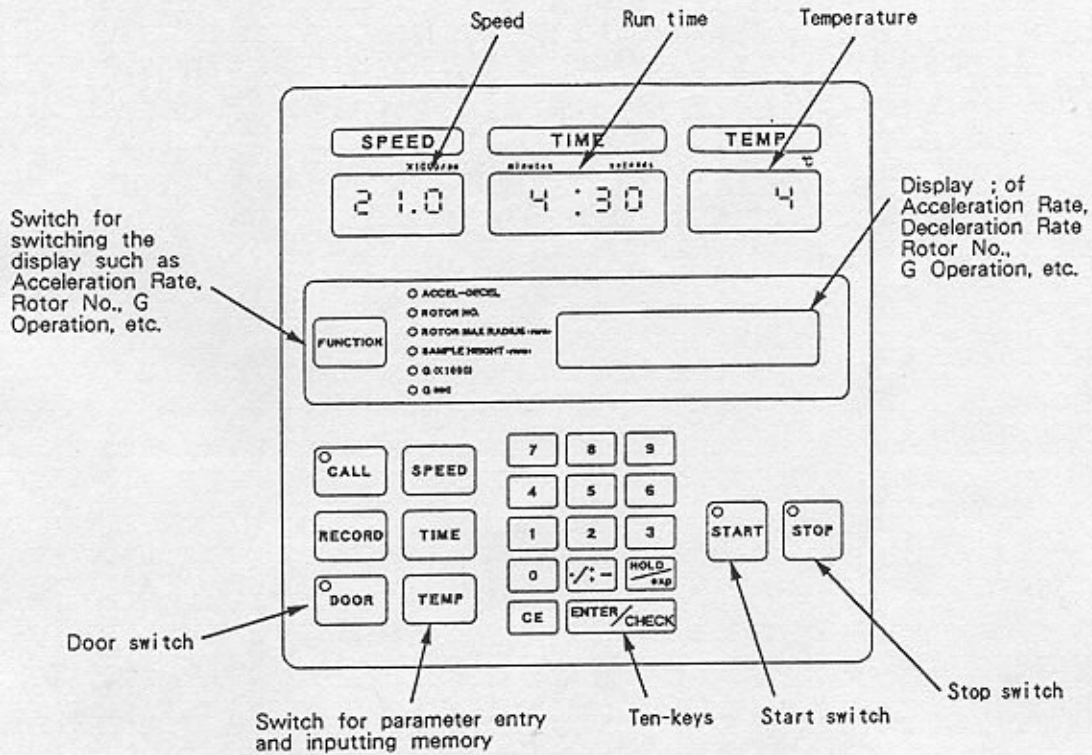 Speed
Run time
Temperature
SPEED
TIME
TEMP
X1000rpm
minutes
seconds
℃
21.0
4:30
4
Switch for
switching the
display such as
Acceleration Rate,
Rotor No., G
Operation, etc.
Display ; of
Acceleration Rate,
Deceleration Rate
Rotor No.,
G Operation, etc.
FUNCTION
ACCEL-DECEL
ROTOR NO.
ROTOR MAX RADIUS <mm>
SAMPLE HEIGHT <mm>
G (X100G)
G
CALL
SPEED
RECORD
TIME
DOOR
TEMP
7 8 9
4 5 6
1 2 3
0 ·/:- HOLD/exp
CE ENTER/CHECK
START
STOP
Door switch
Switch for parameter entry
and inputting memory
Ten-keys
Start switch
Stop switch